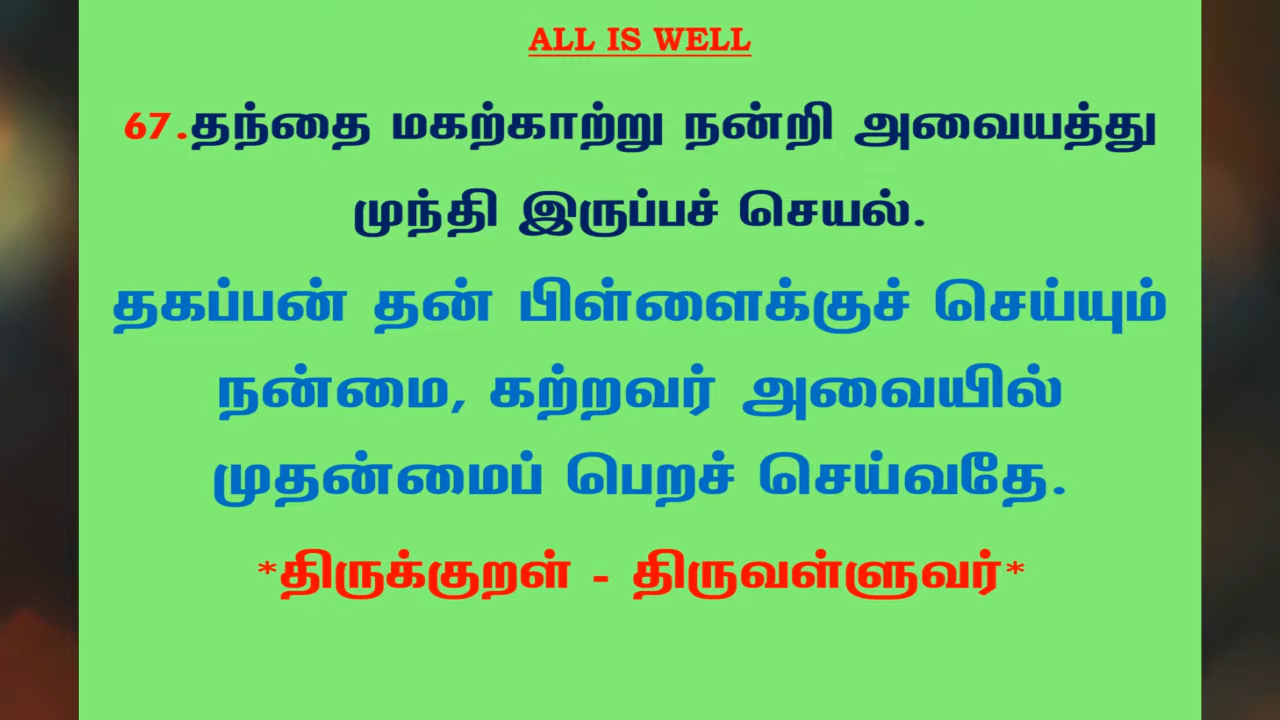 ALL IS WELL
67.தந்தை மகற்காற்று நன்றி அவையத்து
முந்தி இருப்பச் செயல்.
தகப்பன் தன் பிள்ளைக்குச் செய்யும்
நன்மை, கற்றவர் அவையில்
முதன்மைப் பெறச் செய்வதே.
*திருக்குறள் - திருவள்ளுவர்*